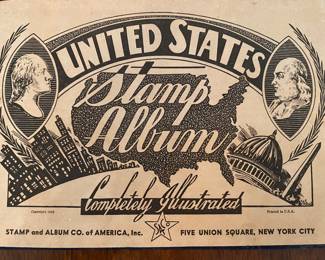 UNITED STATES
Stamp
Album
Completely Illustrated
Printed in U.S.A.
STAMP and ALBUM CO. of AMERICA, Inc. FIVE UNION SQUARE, NEW YORK CITY